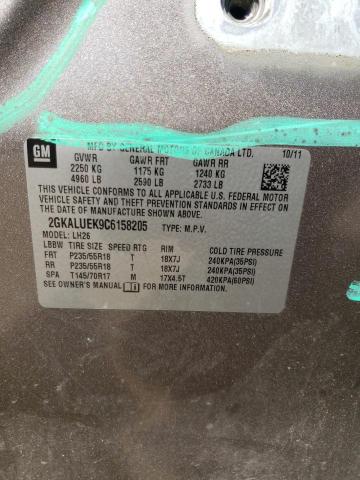 GM
MFD BY GENERAL MOTORS OF CANADA LTD. 10/11
GVWR GAWR FRT GAWR RR
2250 KG 1175 KG 1240 KG
4960 LB 2590 LB 2733 LB
THIS VEHICLE CONFORMS TO ALL APPLICABLE U.S. FEDERAL MOTOR
VEHICLE SAFETY AND THEFT PREVENTION STANDARDS IN EFFECT ON
THE DATE OF MANUFACTURE SHOWN ABOVE.
2GKALUEK9C6158205 TYPE: M.P.V.
MODEL: LH26
LBBW TIRE SIZE SPEED RTG RIM COLD TIRE PRESSURE
FRT P235/55R18 T 18X7J 240KPA(35PSI)
RR P235/55R18 T 18X7J 240KPA(35PSI)
SPA T145/70R17 M 17X4.5T 420KPA(60PSI)
SEE OWNER'S MANUAL FOR MORE INFORMATION.